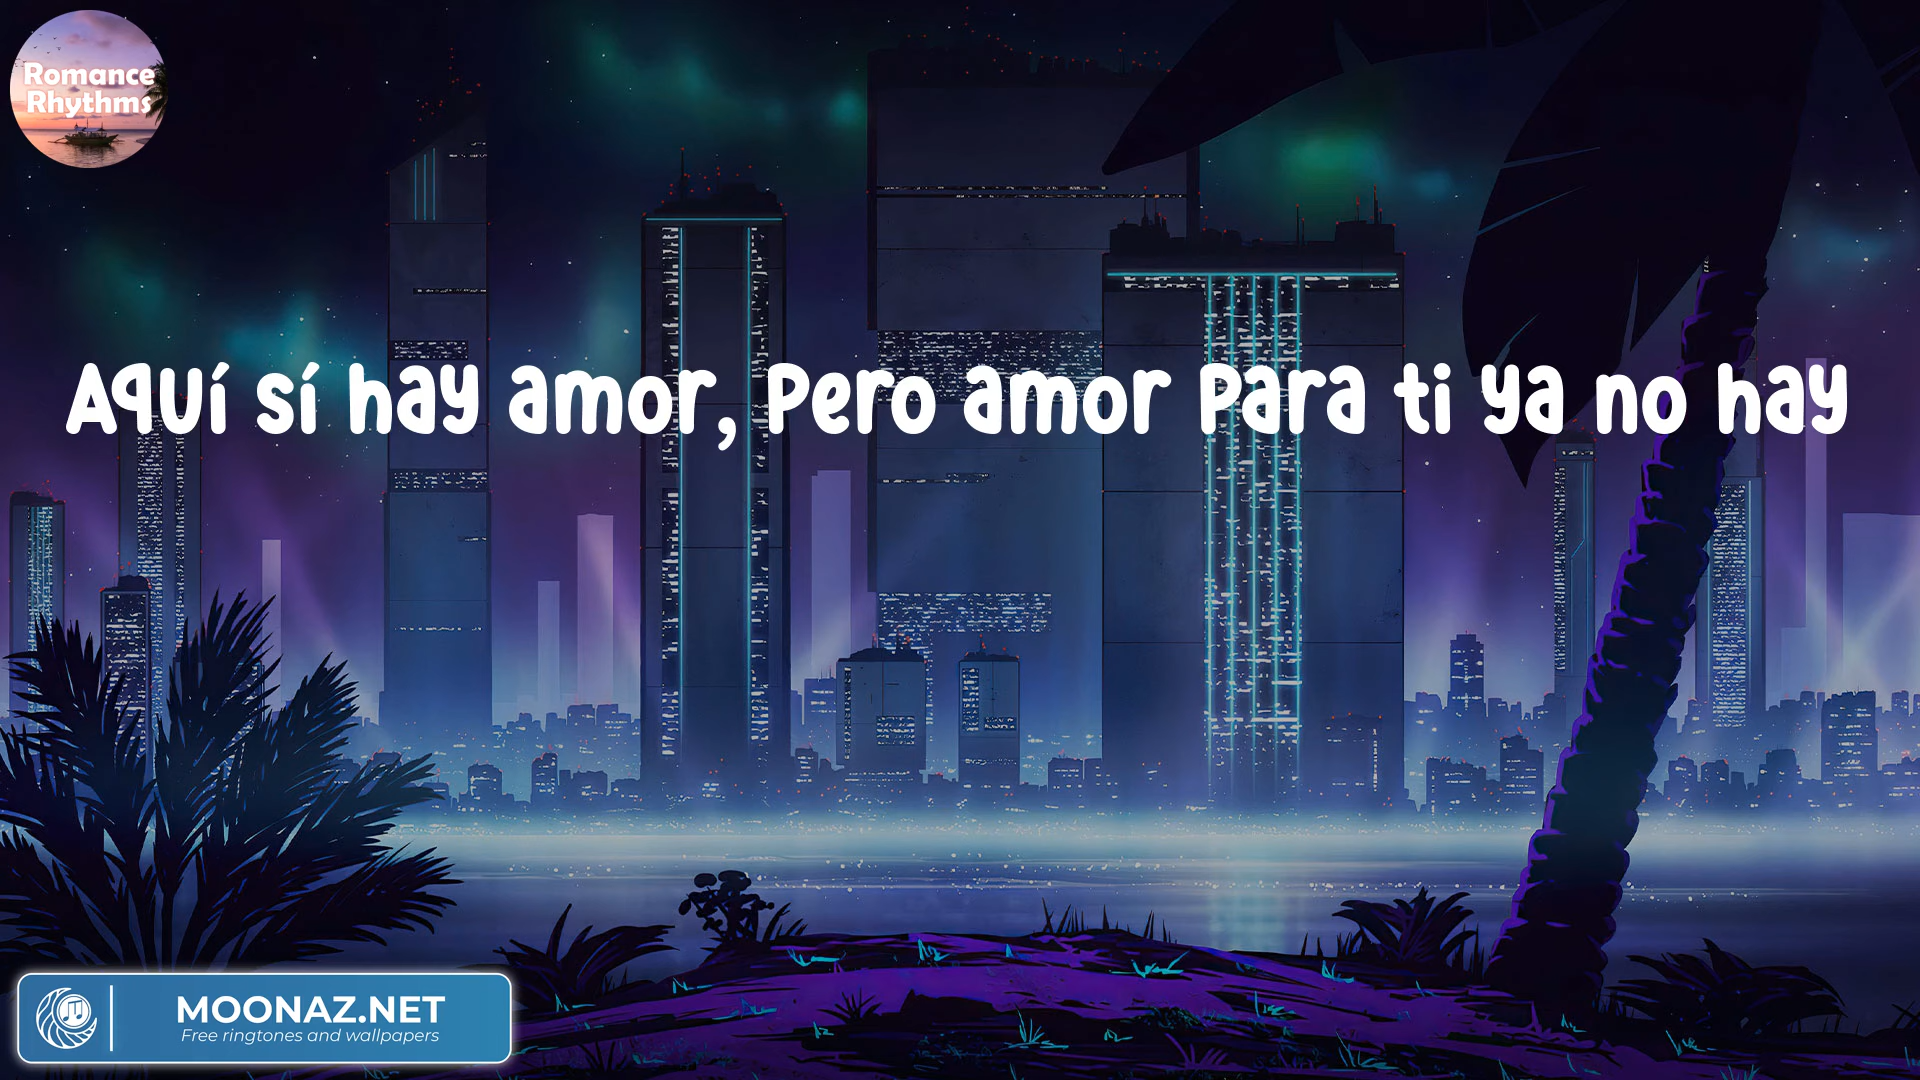 Romance
Rhythms
Aquí sí hay amor, Pero amor para ti ya no hay
MOONAZ.NET
Free ringtones and wallpapers